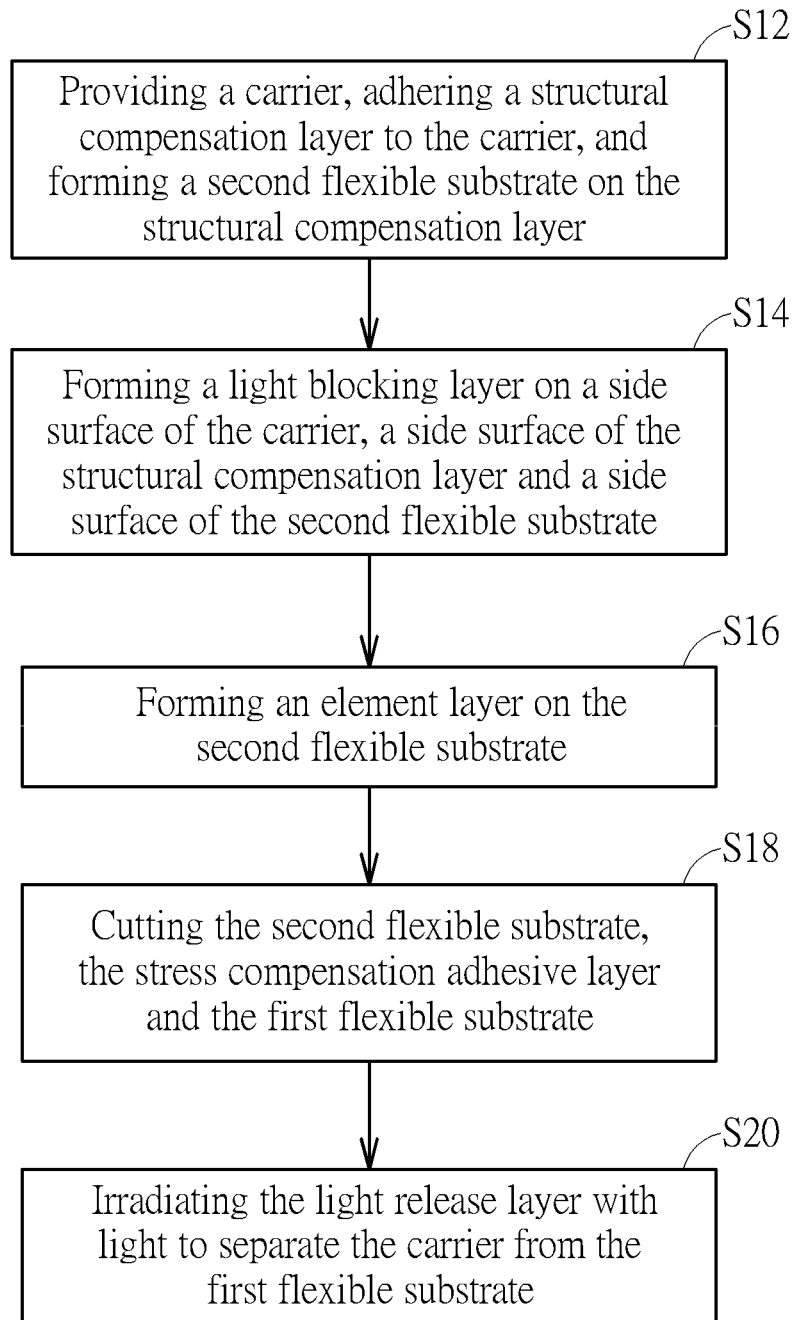 S12
Providing a carrier, adhering a structural
compensation layer to the carrier, and
forming a second flexible substrate on the
structural compensation layer
S14
Forming a light blocking layer on a side
surface of the carrier, a side surface of the
structural compensation layer and a side
surface of the second flexible substrate
S16
Forming an element layer on the
second flexible substrate
S18
Cutting the second flexible substrate,
the stress compensation adhesive layer
and the first flexible substrate
S20
Irradiating the light release layer with
light to separate the carrier from the
first flexible substrate